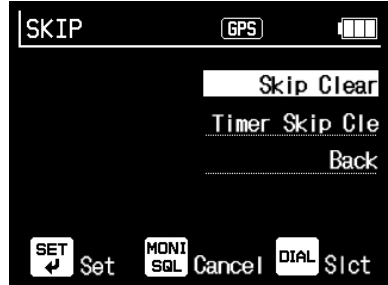 SKIP GPS
Skip Clear
Timer Skip Cle
Back
SET Set MONI SQL Cancel DIAL Slct